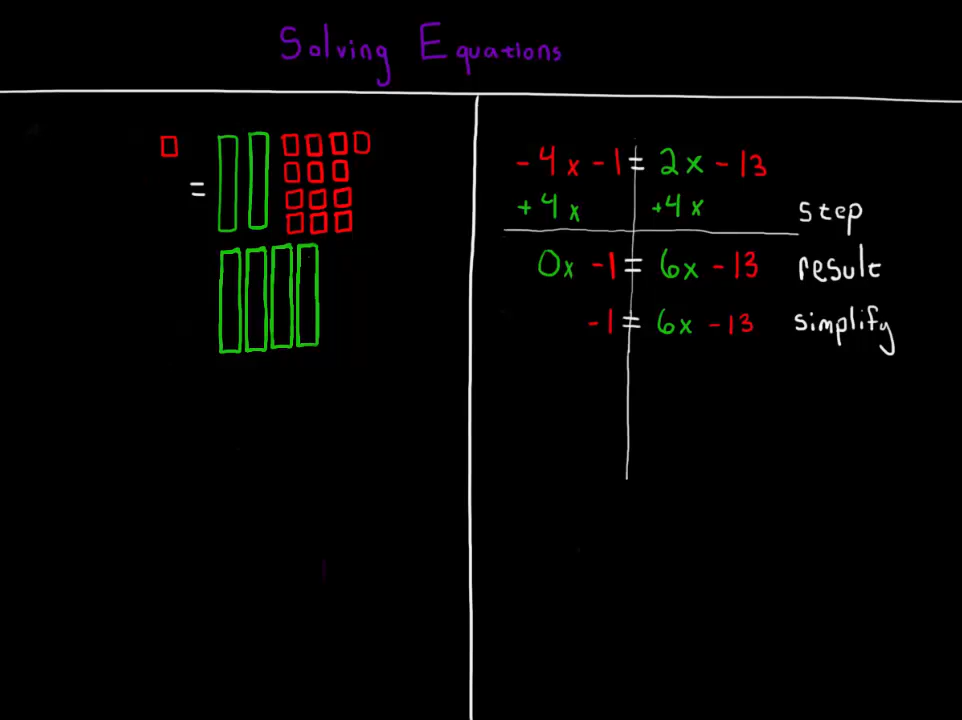 Solving Equations
=
-4x -1 = 2x -13
+4x +4x step
0x -1 = 6x -13 result
-1 = 6x -13 simplify